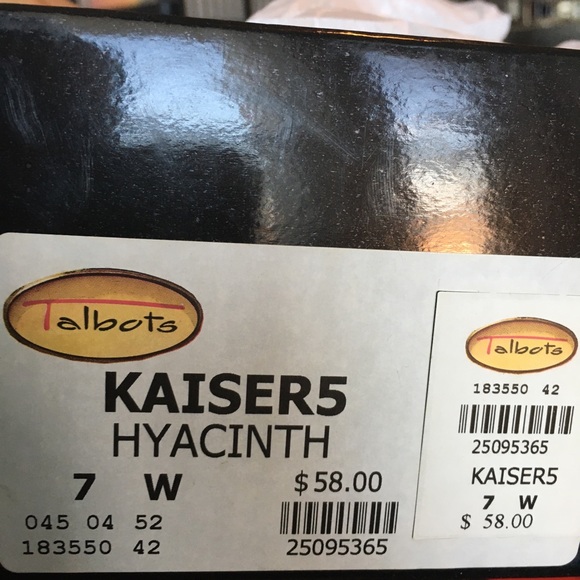 Talbots
KAISER5
HYACINTH
7 W
$58.00
045 04 52
183550 42
25095365
Talbots
183550 42
25095365
KAISER5
7 W
$ 58.00